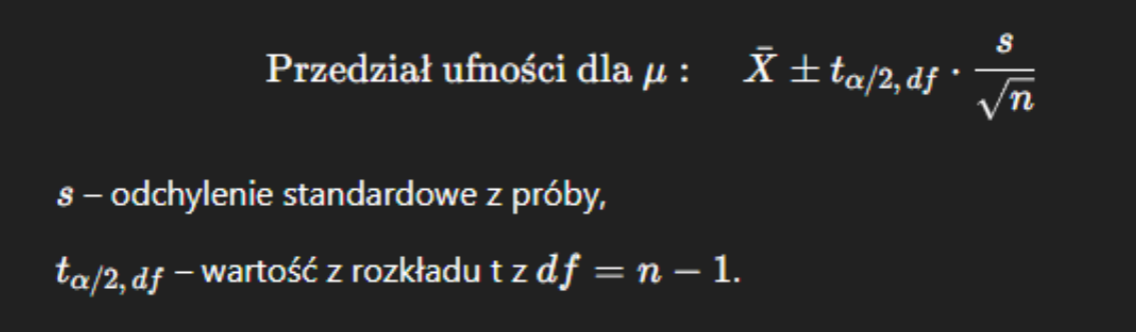 Przedział ufności dla μ : X̄ ± t_{α/2, df} · s/√n
s – odchylenie standardowe z próby,
t_{α/2, df} – wartość z rozkładu t z df = n − 1.